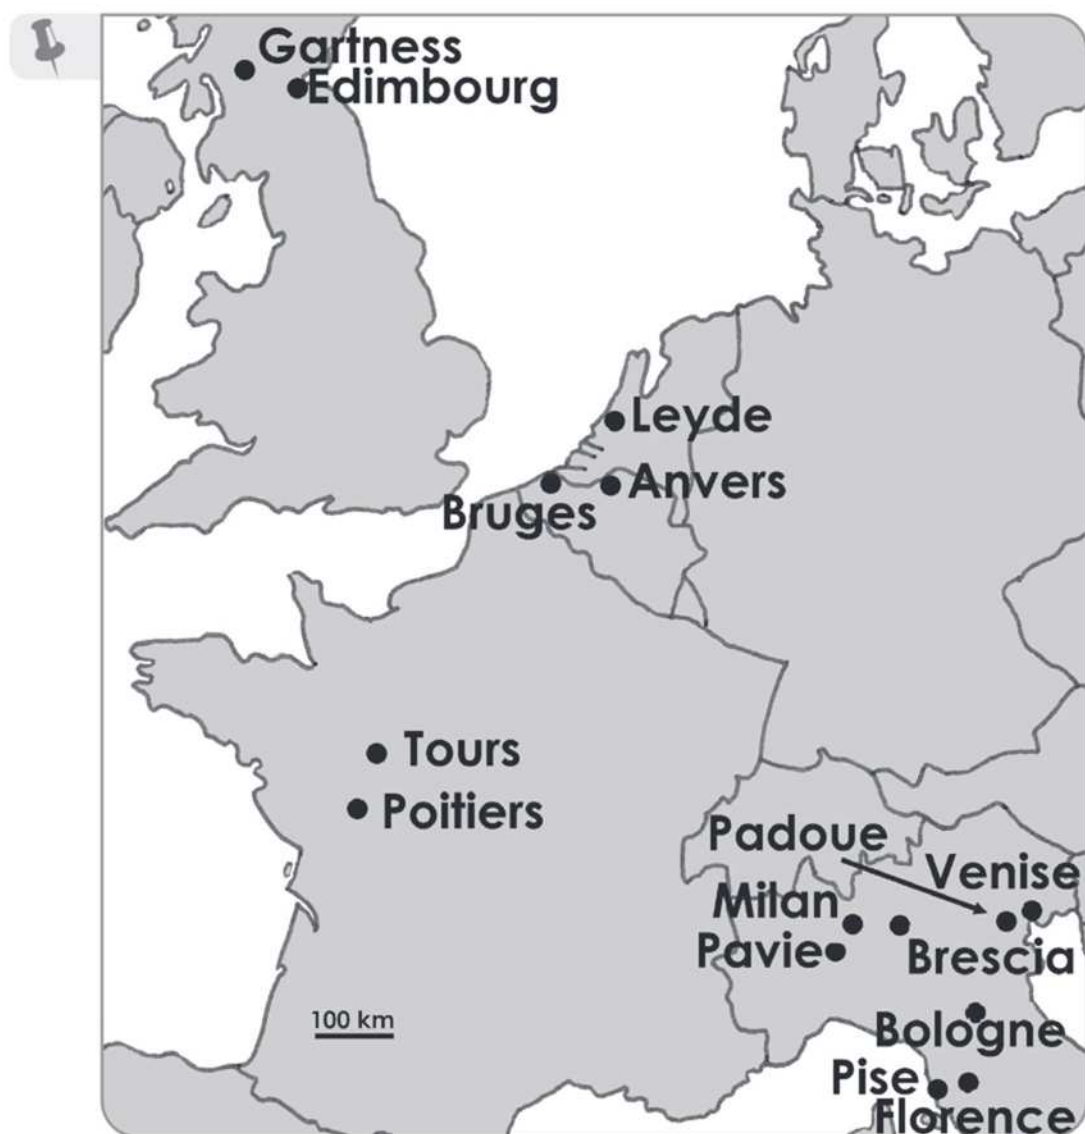 Gartness
Edimbourg
Leyde
Anvers
Bruges
Tours
Poitiers
Padoue
Venise
Milan
Pavie
Brescia
100 km
Bologne
Pise
Florence